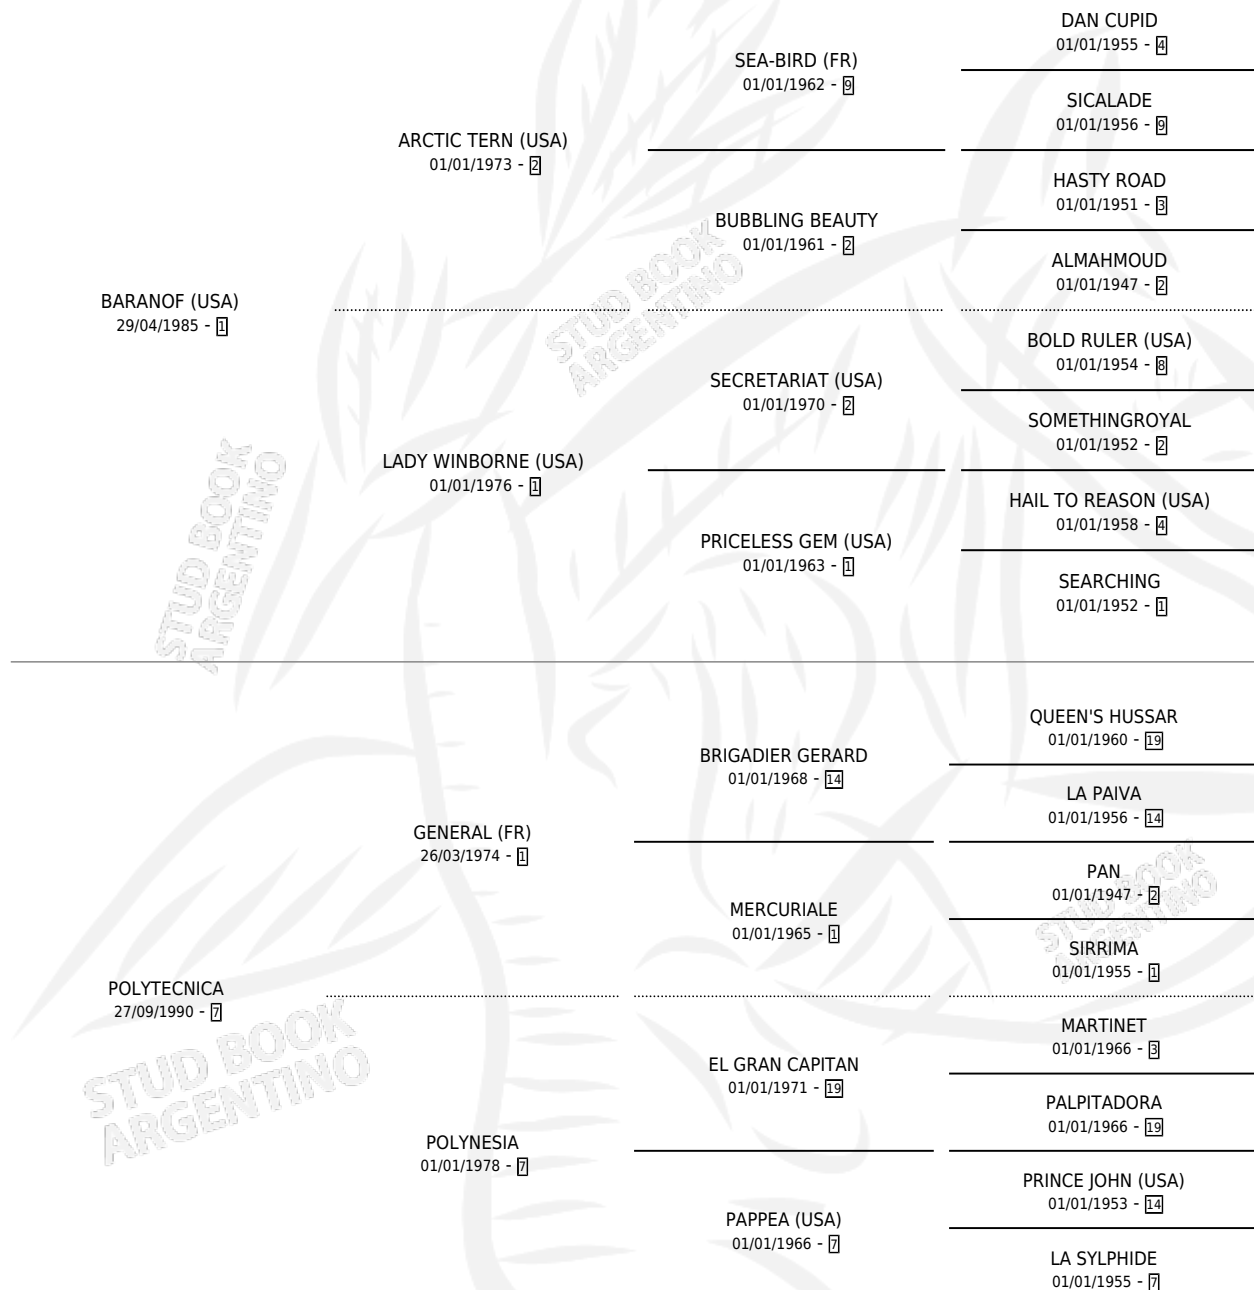 DAN CUPID
01/01/1955 - 4
SEA-BIRD (FR)
01/01/1962 - 9
SICALADE
01/01/1956 - 9
ARCTIC TERN (USA)
01/01/1973 - 2
HASTY ROAD
01/01/1951 - 3
BUBBLING BEAUTY
01/01/1961 - 2
ALMAHMOUD
01/01/1947 - 2
BARANOF (USA)
29/04/1985 - 1
STUD BOOK
ARGENTINO
BOLD RULER (USA)
01/01/1954 - 8
SECRETARIAT (USA)
01/01/1970 - 2
SOMETHINGROYAL
01/01/1952 - 2
LADY WINBORNE (USA)
01/01/1976 - 1
HAIL TO REASON (USA)
01/01/1958 - 4
PRICELESS GEM (USA)
01/01/1963 - 1
SEARCHING
01/01/1952 - 1
STUD BOOK
ARGENTINO
QUEEN'S HUSSAR
01/01/1960 - 19
BRIGADIER GERARD
01/01/1968 - 14
LA PAIVA
01/01/1956 - 14
GENERAL (FR)
26/03/1974 - 1
PAN
01/01/1947 - 2
MERCURIALE
01/01/1965 - 1
SIRRIMA
01/01/1955 - 1
STUD BOOK
ARGENTINO
POLYTECNICA
27/09/1990 - 7
MARTINET
01/01/1966 - 3
EL GRAN CAPITAN
01/01/1971 - 19
PALPITADORA
01/01/1966 - 19
STUD BOOK
ARGENTINO
POLYNESIA
01/01/1978 - 7
PRINCE JOHN (USA)
01/01/1953 - 14
PAPPEA (USA)
01/01/1966 - 7
LA SYLPHIDE
01/01/1955 - 7